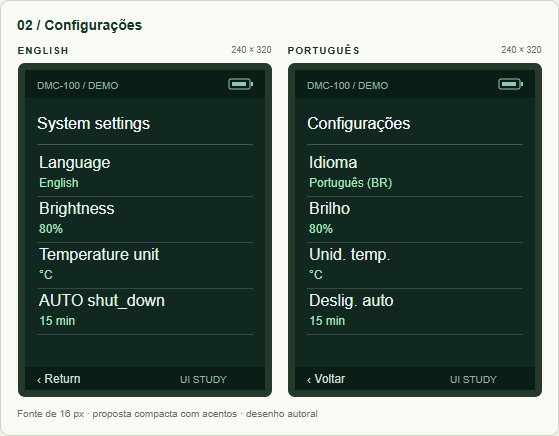 02 / Configurações
ENGLISH
240 × 320
DMC-100 / DEMO
System settings
Language
English
Brightness
80%
Temperature unit
°C
AUTO shut_down
15 min
‹ Return
UI STUDY
PORTUGUÊS
240 × 320
DMC-100 / DEMO
Configurações
Idioma
Português (BR)
Brilho
80%
Unid. temp.
°C
Deslig. auto
15 min
‹ Voltar
UI STUDY
Fonte de 16 px · proposta compacta com acentos · desenho autoral